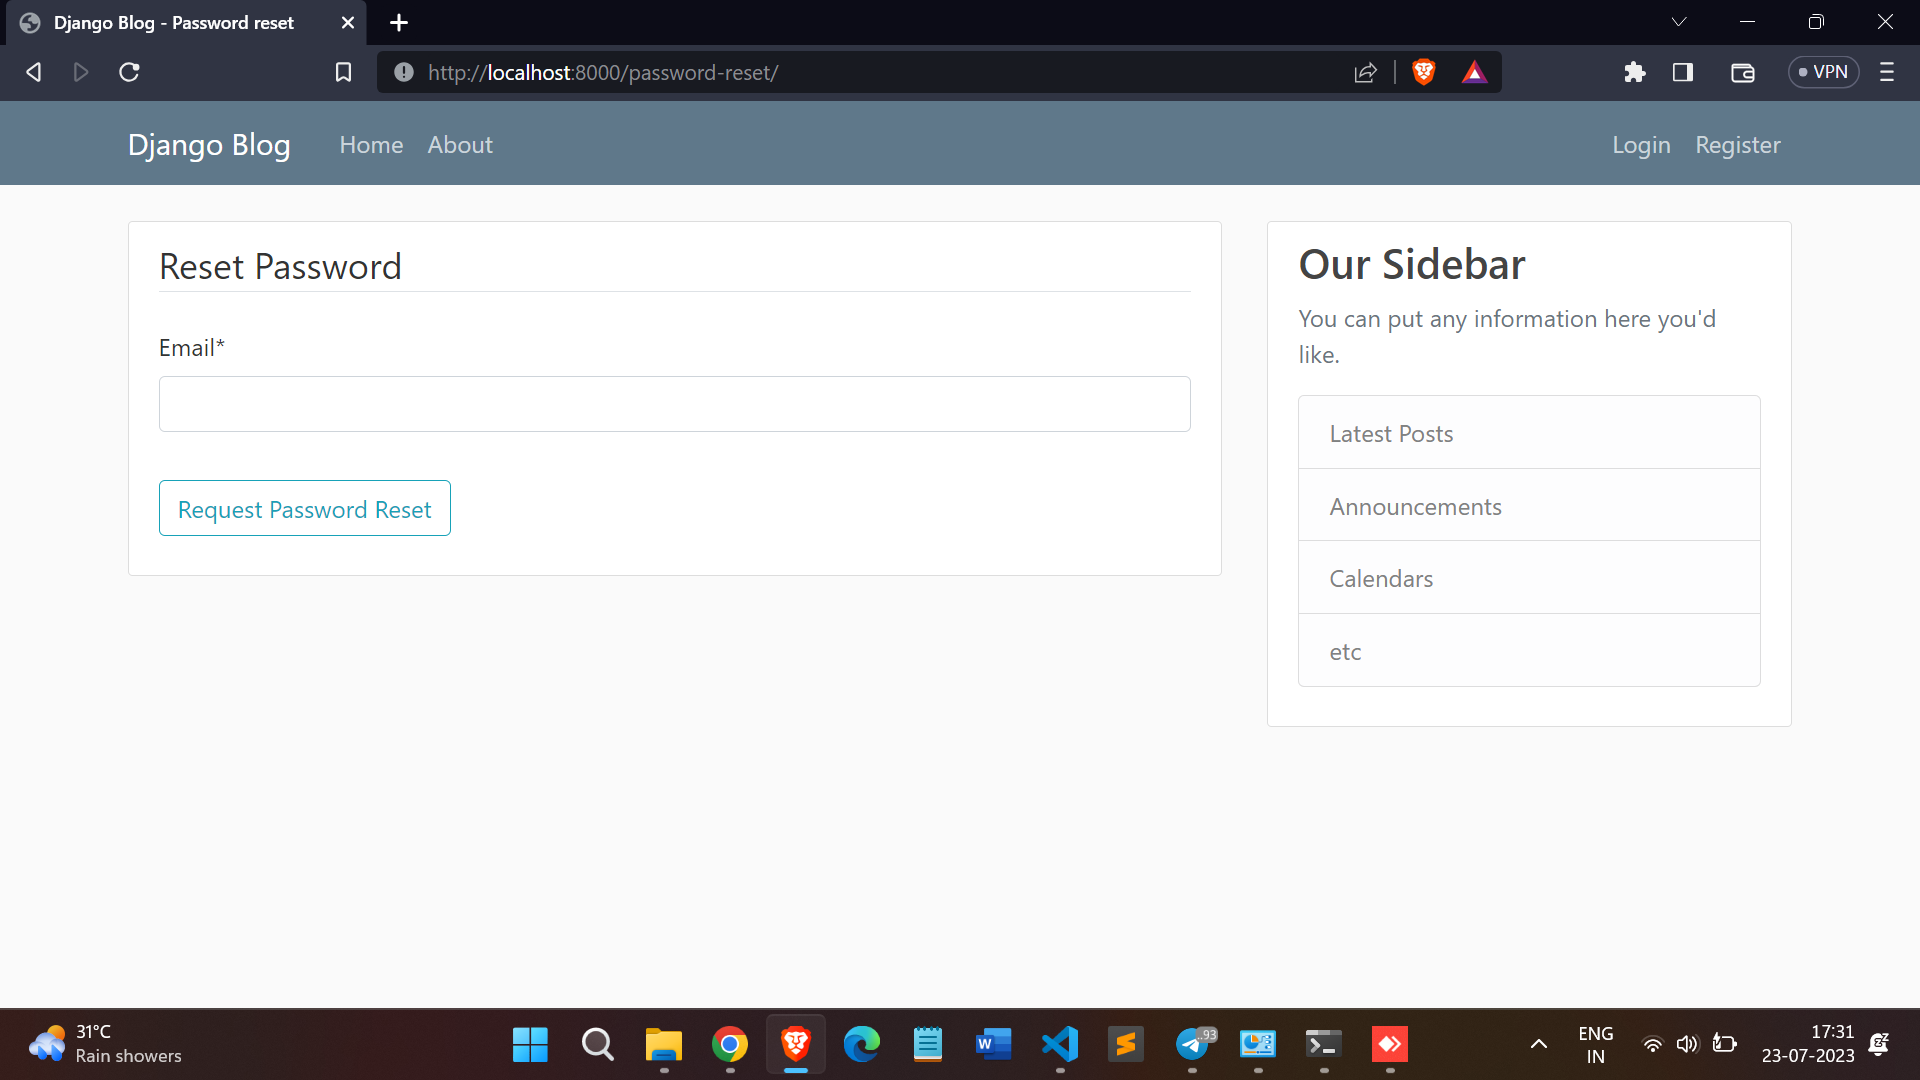 Django Blog - Password reset
http://localhost:8000/password-reset/
VPN
Django Blog
Home
About
Login
Register
Reset Password
Email*
Request Password Reset
Our Sidebar
You can put any information here you'd
like.
Latest Posts
Announcements
Calendars
etc
31°C
Rain showers
W
..93
ENG
IN
17:31
23-07-2023